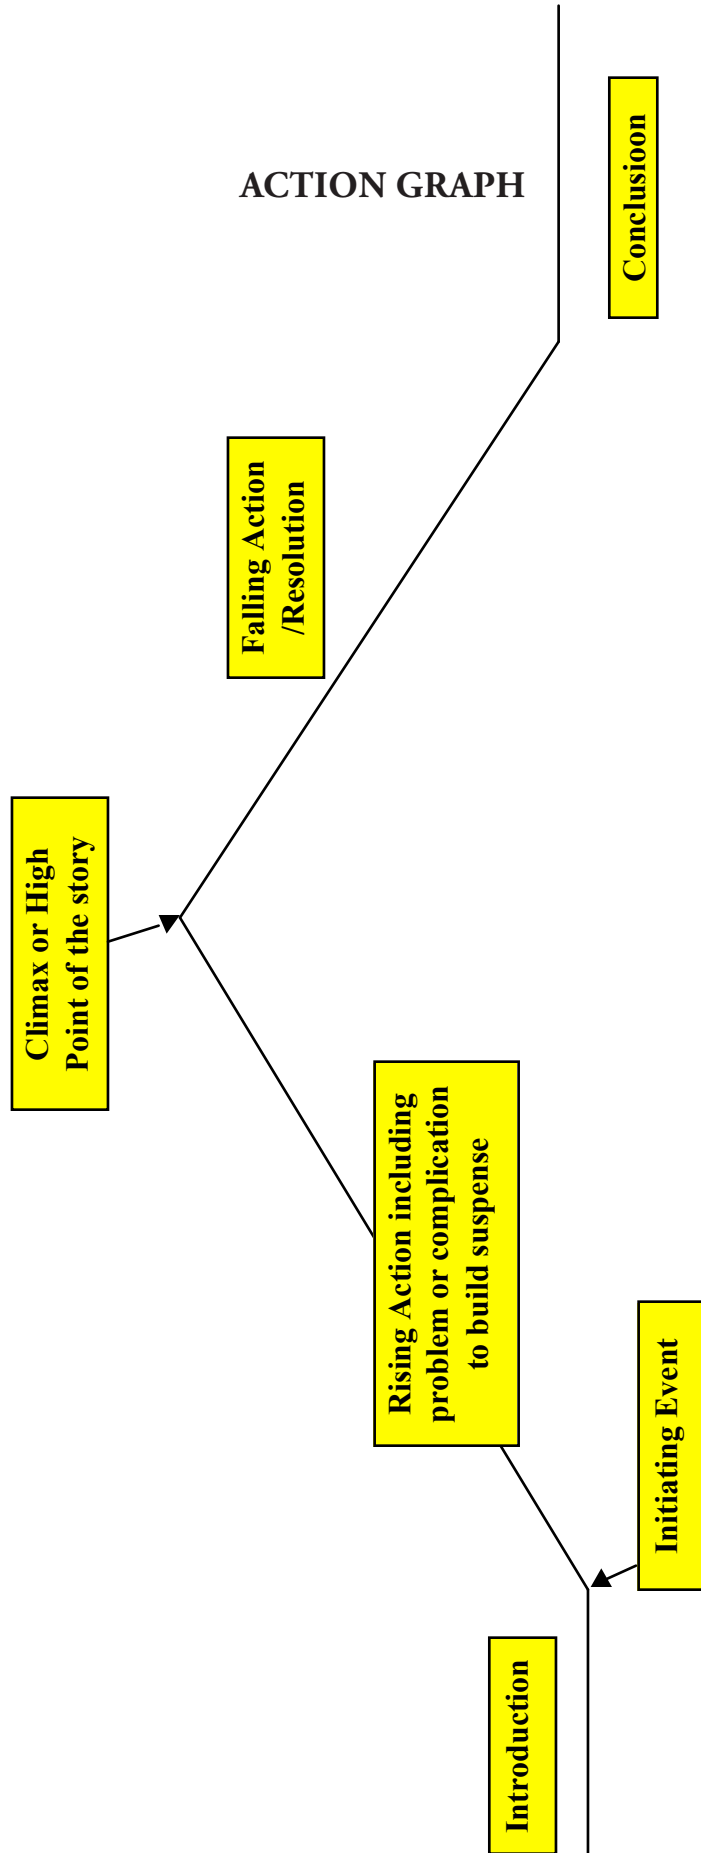 ACTION GRAPH
Introduction
Initiating Event
Rising Action including
problem or complication
to build suspense
Climax or High
Point of the story
Falling Action
/Resolution
Conclusioon